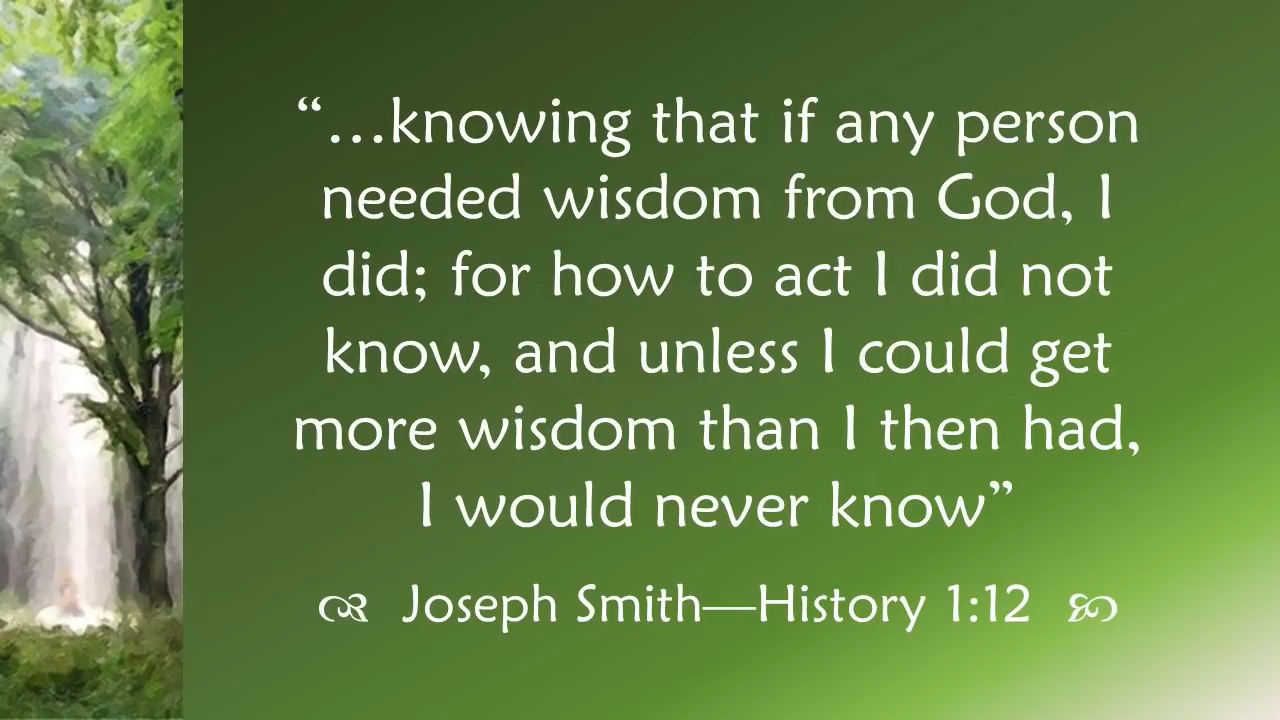 “…knowing that if any person
needed wisdom from God, I
did; for how to act I did not
know, and unless I could get
more wisdom than I then had,
I would never know”
Joseph Smith—History 1:12